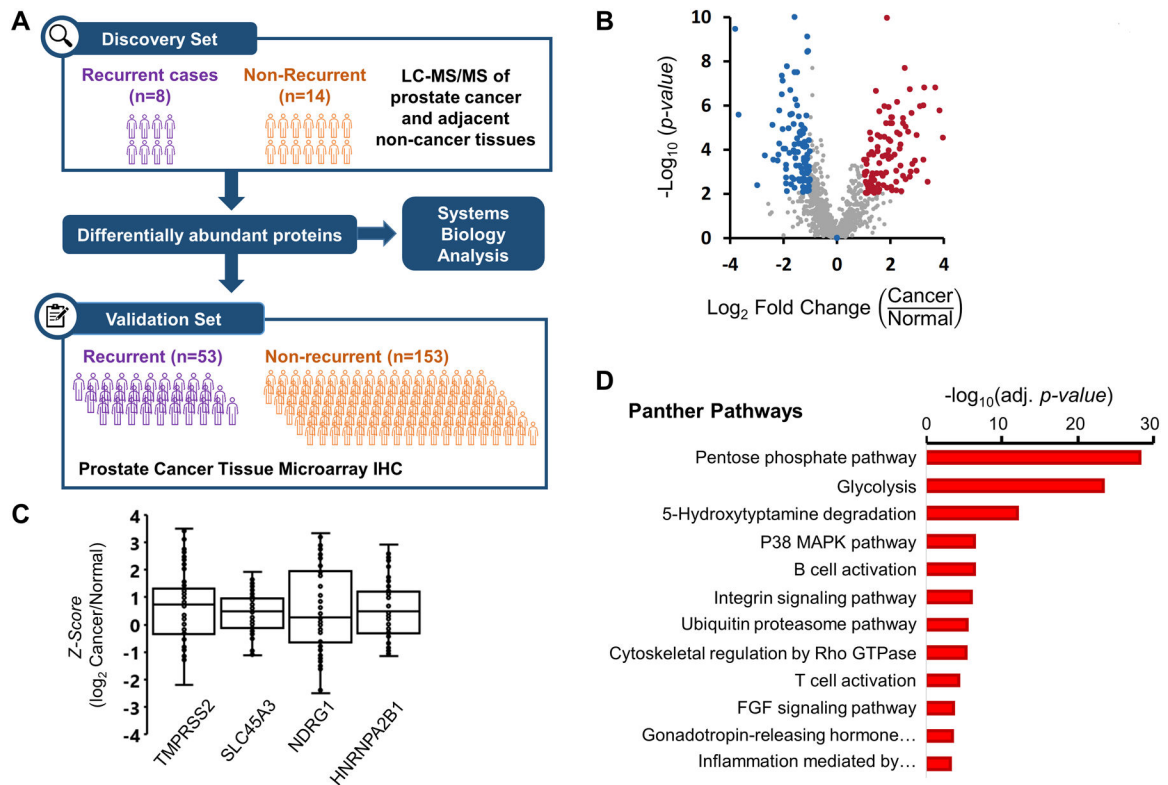 A
Discovery Set
Recurrent cases
(n=8)
Non-Recurrent
(n=14)
LC-MS/MS of
prostate cancer
and adjacent
non-cancer tissues
Differentially abundant proteins
Systems
Biology
Analysis
Validation Set
Recurrent (n=53)
Non-recurrent (n=153)
Prostate Cancer Tissue Microarray IHC
B
-Log10 (p-value)
10
8
6
4
2
0
-4
-2
0
2
4
Log2 Fold Change (Cancer/Normal)
C
Z-Score
(log2 Cancer/Normal)
4
3
2
1
0
-1
-2
-3
-4
TMPRSS2
SLC45A3
NDRG1
HNRNPA2B1
D
Panther Pathways
-log10(adj. p-value)
0
10
20
30
Pentose phosphate pathway
Glycolysis
5-Hydroxytyptamine degradation
P38 MAPK pathway
B cell activation
Integrin signaling pathway
Ubiquitin proteasome pathway
Cytoskeletal regulation by Rho GTPase
T cell activation
FGF signaling pathway
Gonadotropin-releasing hormone…
Inflammation mediated by…